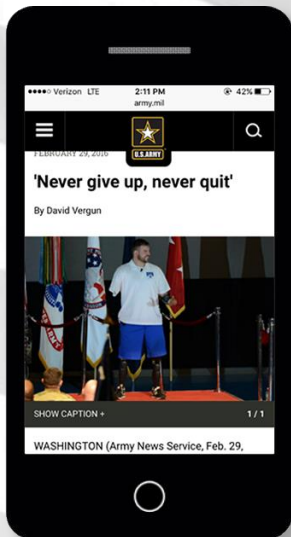 Verizon LTE 2:11 PM 42%
army.mil
U.S.ARMY
FEBRUARY 29, 2016
'Never give up, never quit'
By David Vergun
SHOW CAPTION + 1 / 1
WASHINGTON (Army News Service, Feb. 29,